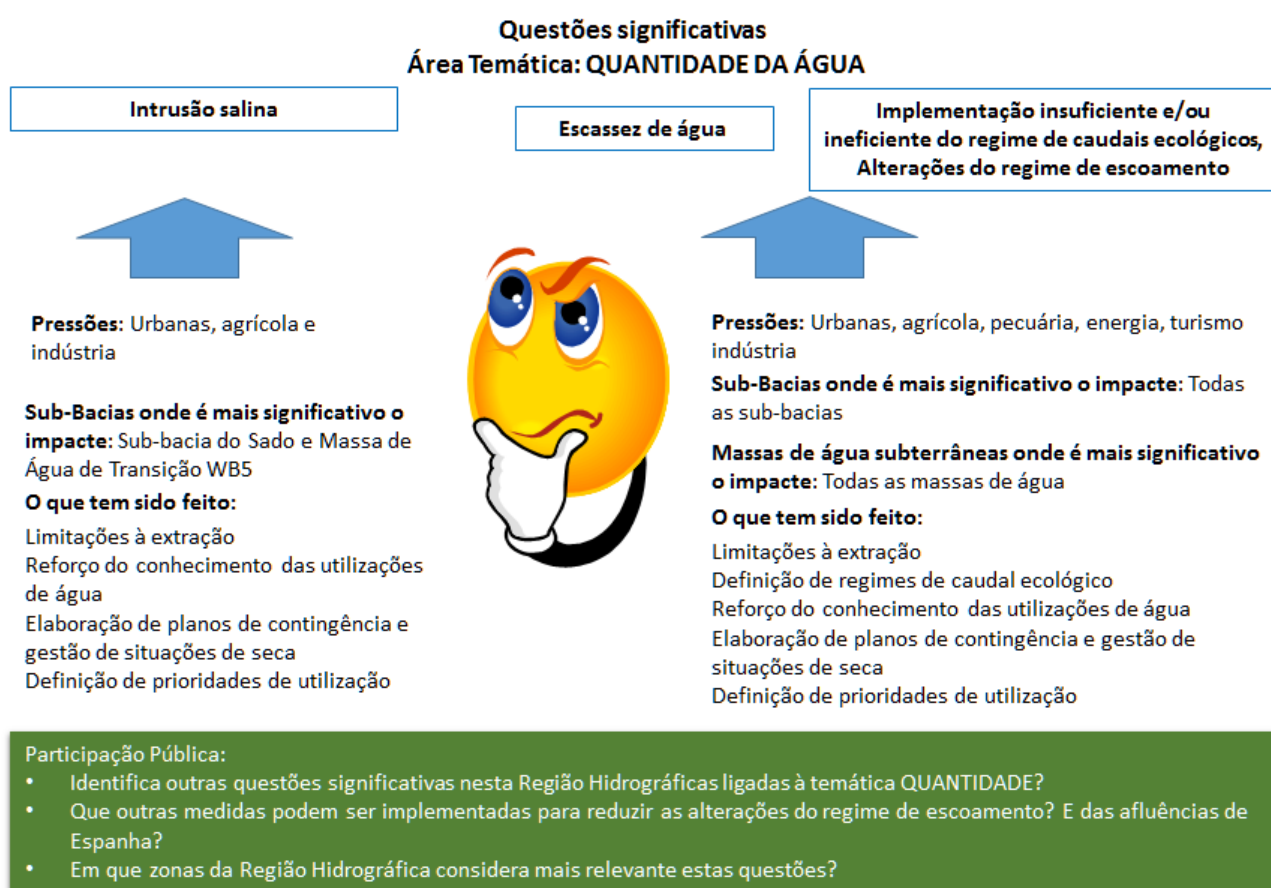 Questões significativas
Área Temática: QUANTIDADE DA ÁGUA
Intrusão salina
Escassez de água
Implementação insuficiente e/ou
ineficiente do regime de caudais ecológicos,
Alterações do regime de escoamento
Pressões: Urbanas, agrícola e
indústria
Sub-Bacias onde é mais significativo o
impacte: Sub-bacia do Sado e Massa de
Água de Transição WB5
O que tem sido feito:
Limitações à extração
Reforço do conhecimento das utilizações
de água
Elaboração de planos de contingência e
gestão de situações de seca
Definição de prioridades de utilização
Pressões: Urbanas, agrícola, pecuária, energia, turismo
indústria
Sub-Bacias onde é mais significativo o impacte: Todas
as sub-bacias
Massas de água subterrâneas onde é mais significativo
o impacte: Todas as massas de água
O que tem sido feito:
Limitações à extração
Definição de regimes de caudal ecológico
Reforço do conhecimento das utilizações de água
Elaboração de planos de contingência e gestão de
situações de seca
Definição de prioridades de utilização
Participação Pública:
• Identifica outras questões significativas nesta Região Hidrográficas ligadas à temática QUANTIDADE?
• Que outras medidas podem ser implementadas para reduzir as alterações do regime de escoamento? E das afluências de
Espanha?
• Em que zonas da Região Hidrográfica considera mais relevante estas questões?